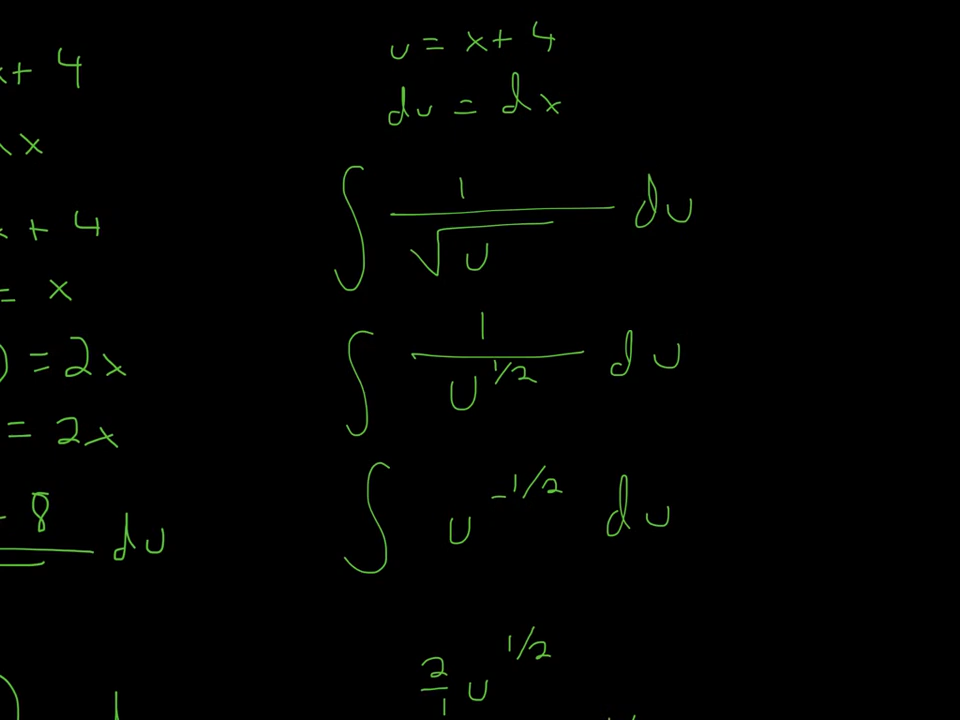 x + 4
x
x + 4
= x
) = 2x
= 2x
- 8 du
u = x + 4
du = dx
∫ 1/√u du
∫ 1/u^1/2 du
∫ u^-1/2 du
2/1 u^1/2